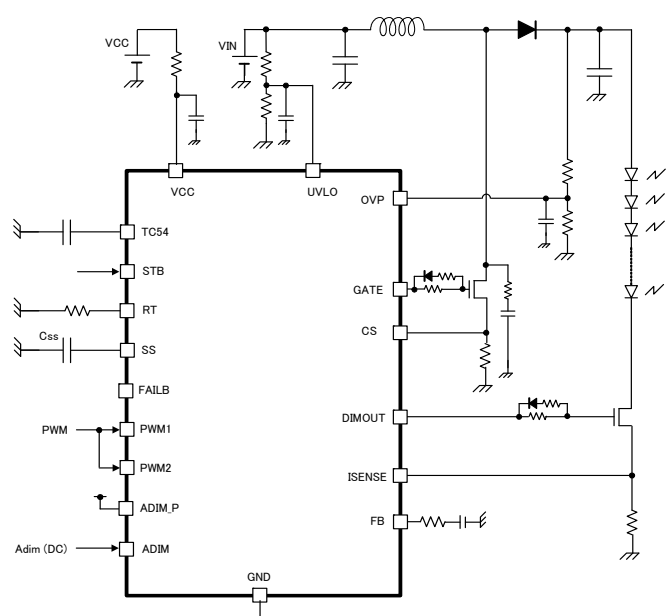 VCC
VIN
VCC
UVLO
OVP
TC54
STB
GATE
RT
CS
Css
SS
FAILB
DIMOUT
PWM
PWM1
PWM2
ISENSE
ADIM_P
FB
Adim (DC)
ADIM
GND